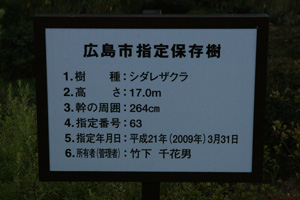 広島市指定保存樹
1.樹　種:シダレザクラ
2.高　さ:17.0m
3.幹の周囲:264cm
4.指定番号:63
5.指定年月日:平成21年(2009年)3月31日
6.所有者(管理者):竹下 千花男